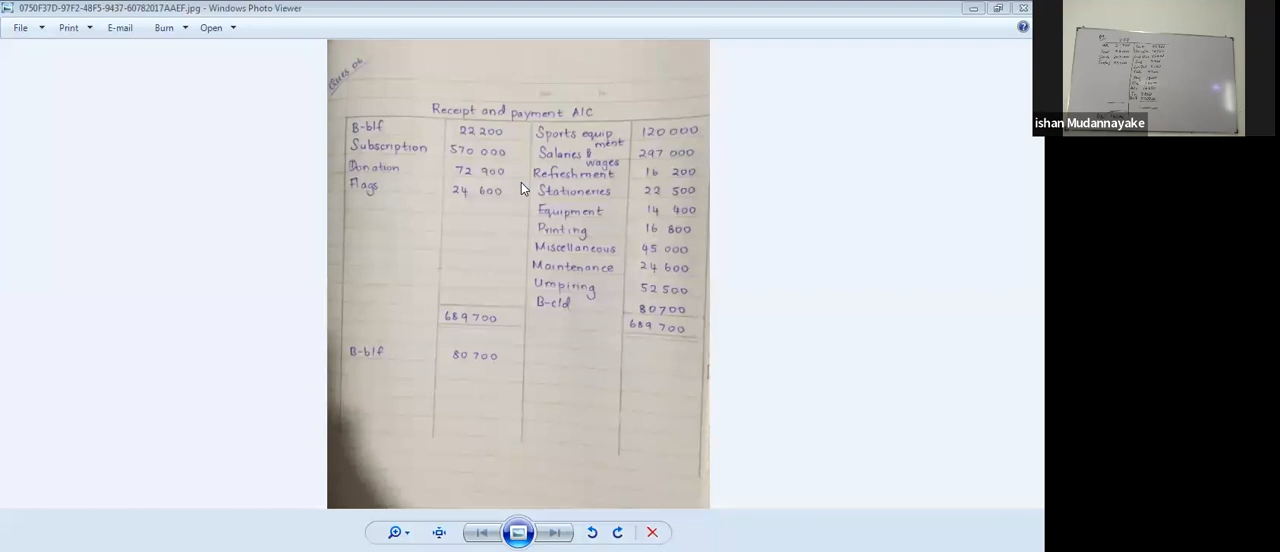 0750F37D-97F2-48F5-9437-60782017AAEF.jpg - Windows Photo Viewer
File Print E-mail Burn Open
Ques 06
Receipt and payment A/C
B-b/f 22 200 Sports equipment 120 000
Subscription 570 000 Salaries & wages 297 000
Donation 72 900 Refreshment 16 200
Flags 24 600 Stationeries 22 500
Equipment 14 400
Printing 16 800
Miscellaneous 45 000
Maintenance 24 600
Umpiring 52 500
B-c/d 80 700
689 700 689 700
B-b/f 80 700
ishan Mudannayake